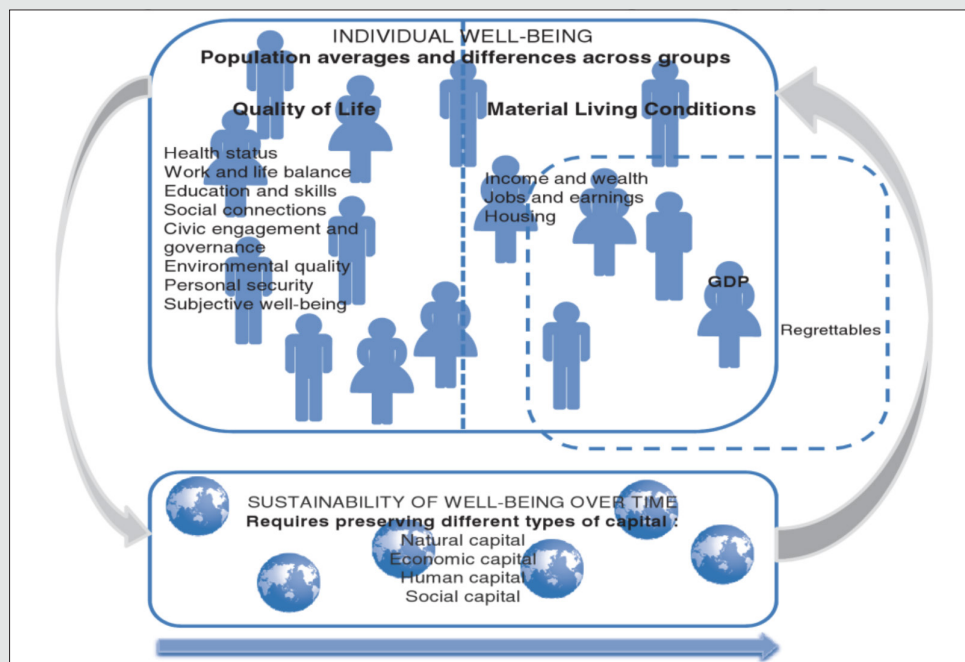 INDIVIDUAL WELL-BEING
Population averages and differences across groups
Quality of Life
Health status
Work and life balance
Education and skills
Social connections
Civic engagement and
governance
Environmental quality
Personal security
Subjective well-being
Material Living Conditions
Income and wealth
Jobs and earnings
Housing
GDP
Regrettables
SUSTAINABILITY OF WELL-BEING OVER TIME
Requires preserving different types of capital :
Natural capital
Economic capital
Human capital
Social capital